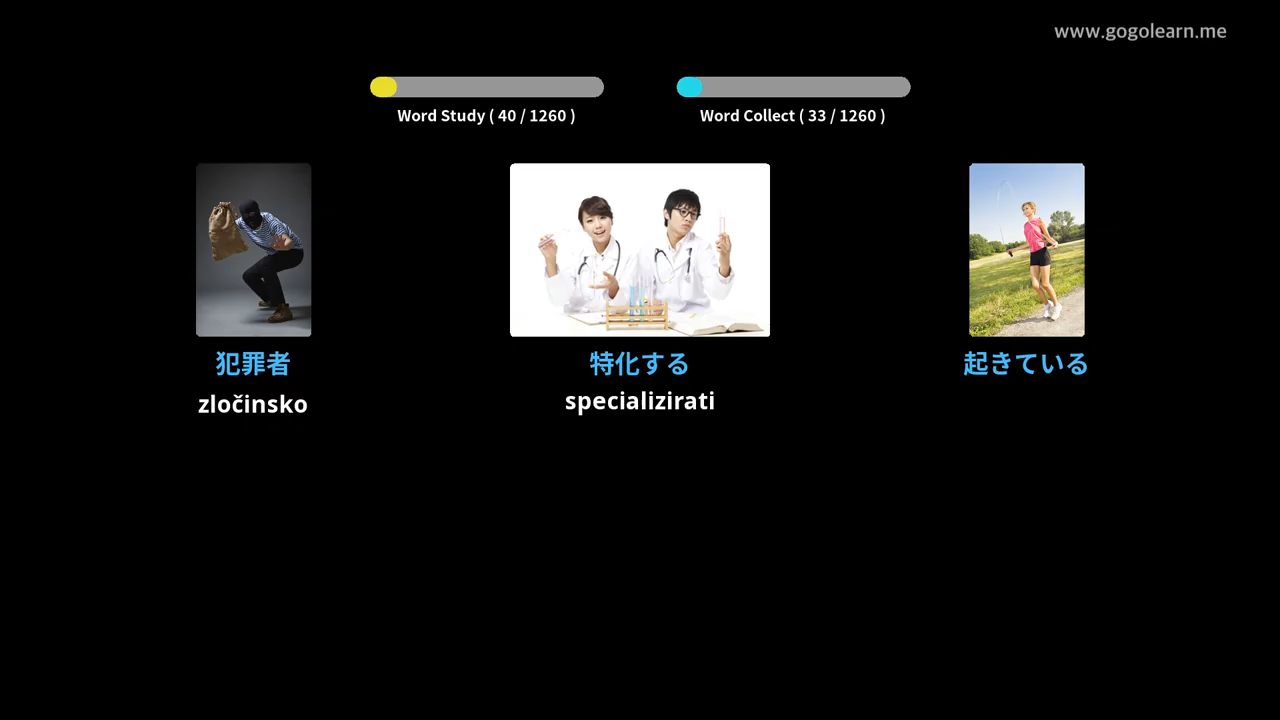 www.gogolearn.me
Word Study ( 40 / 1260 )
Word Collect ( 33 / 1260 )
犯罪者
特化する
起きている
zločinsko
specializirati